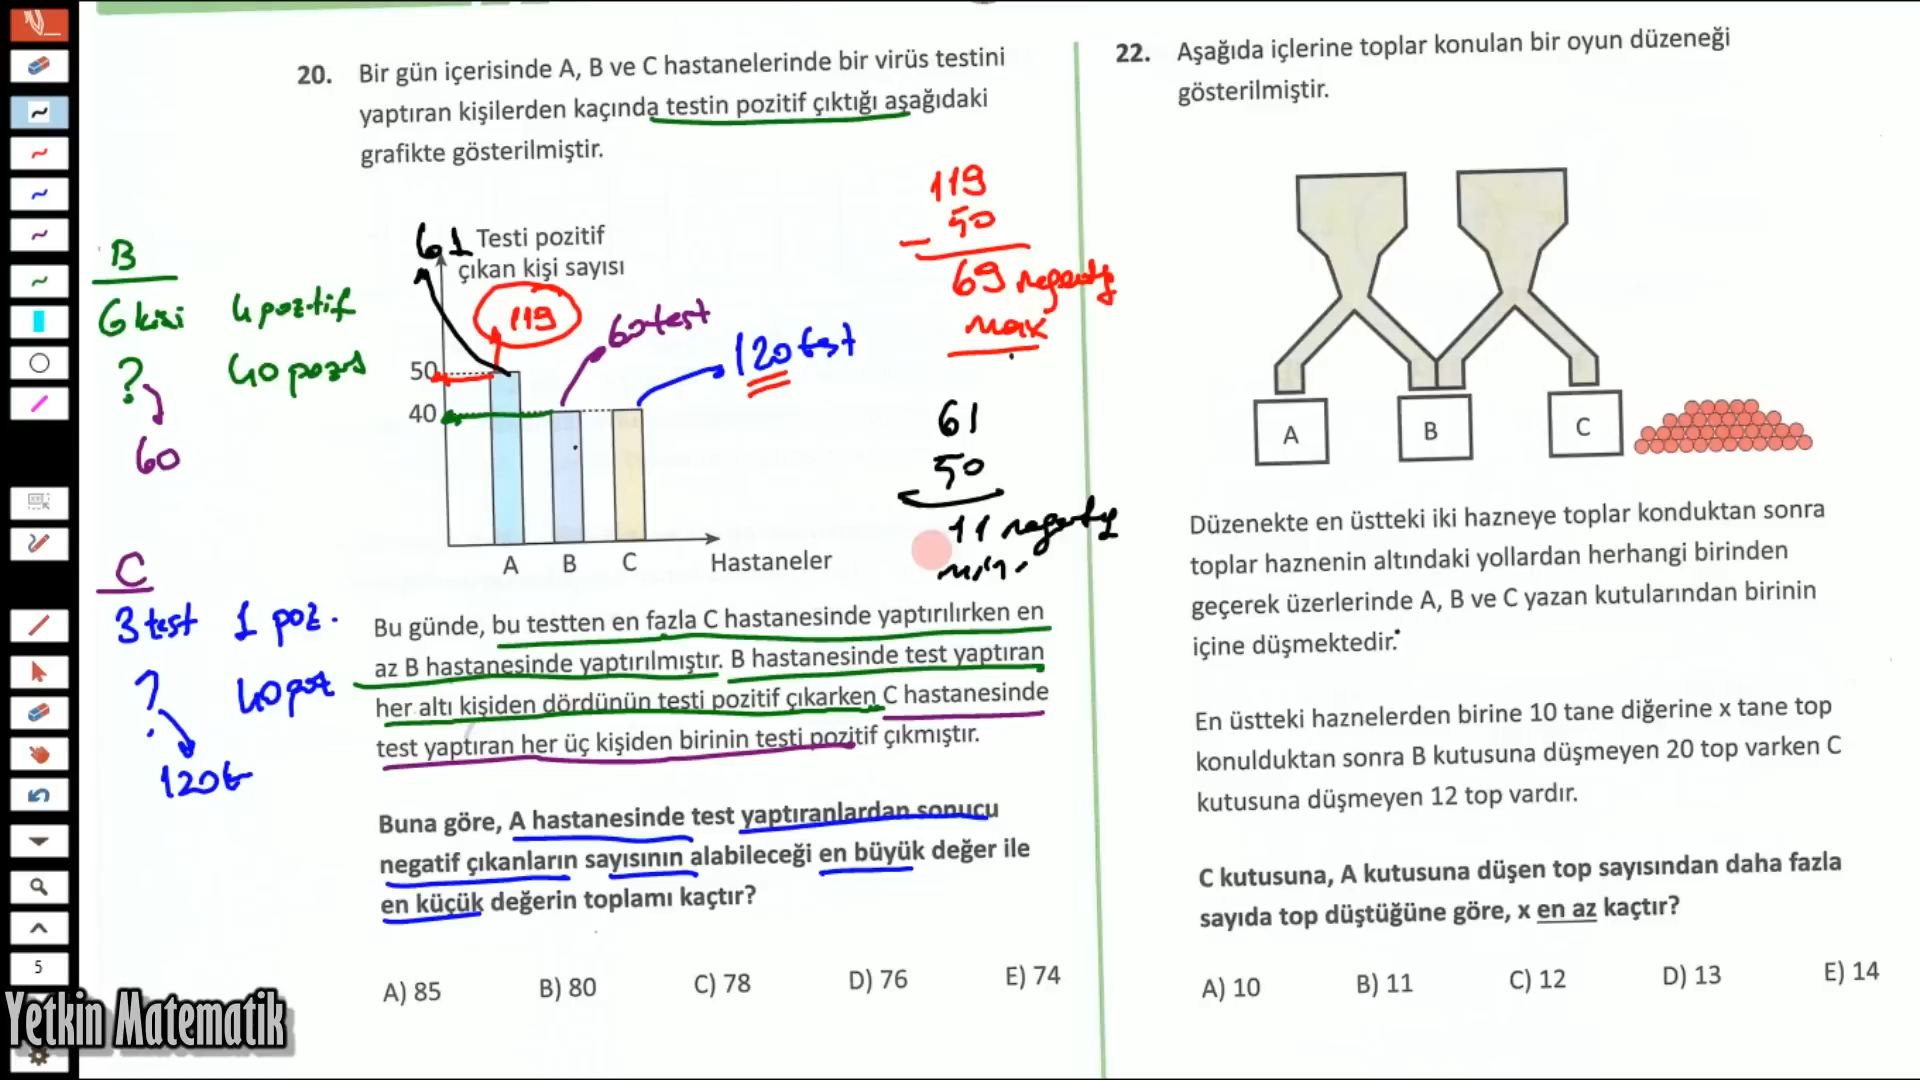 20. Bir gün içerisinde A, B ve C hastanelerinde bir virüs testini
yaptıran kişilerden kaçında testin pozitif çıktığı aşağıdaki
grafikte gösterilmiştir.
61
Testi pozitif
çıkan kişi sayısı
119
60 test
120 test
50
40
A
B
C
Hastaneler
B
6 kişi 4 pozitif
? 40 pozit
60
C
3 test 1 poz.
? 40 poz
120t
119
50
69 negatif
max
61
50
11 negatif
min.
Bu günde, bu testten en fazla C hastanesinde yaptırılırken en
az B hastanesinde yaptırılmıştır. B hastanesinde test yaptıran
her altı kişiden dördünün testi pozitif çıkarken C hastanesinde
test yaptıran her üç kişiden birinin testi pozitif çıkmıştır.
Buna göre, A hastanesinde test yaptıranlardan sonucu
negatif çıkanların sayısının alabileceği en büyük değer ile
en küçük değerin toplamı kaçtır?
A) 85 B) 80 C) 78 D) 76 E) 74
22. Aşağıda içlerine toplar konulan bir oyun düzeneği
gösterilmiştir.
A
B
C
Düzenekte en üstteki iki hazneye toplar konduktan sonra
toplar haznenin altındaki yollardan herhangi birinden
geçerek üzerlerinde A, B ve C yazan kutularından birinin
içine düşmektedir.
En üstteki haznelerden birine 10 tane diğerine x tane top
konulduktan sonra B kutusuna düşmeyen 20 top varken C
kutusuna düşmeyen 12 top vardır.
C kutusuna, A kutusuna düşen top sayısından daha fazla
sayıda top düştüğüne göre, x en az kaçtır?
A) 10 B) 11 C) 12 D) 13 E) 14
5
Yetkin Matematik